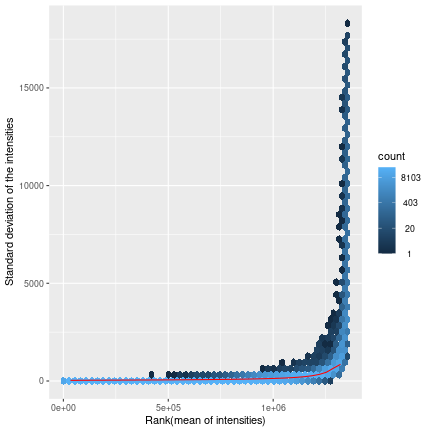 15000
10000
5000
0
Standard deviation of the intensities
0e+00
5e+05
1e+06
Rank(mean of intensities)
count
8103
403
20
1